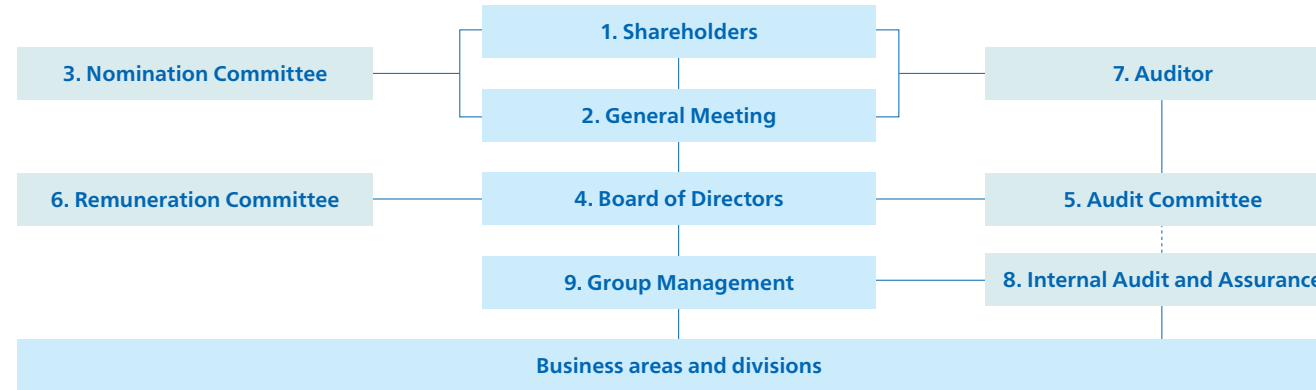 1. Shareholders
3. Nomination Committee
7. Auditor
2. General Meeting
6. Remuneration Committee
4. Board of Directors
5. Audit Committee
9. Group Management
8. Internal Audit and Assurance
Business areas and divisions